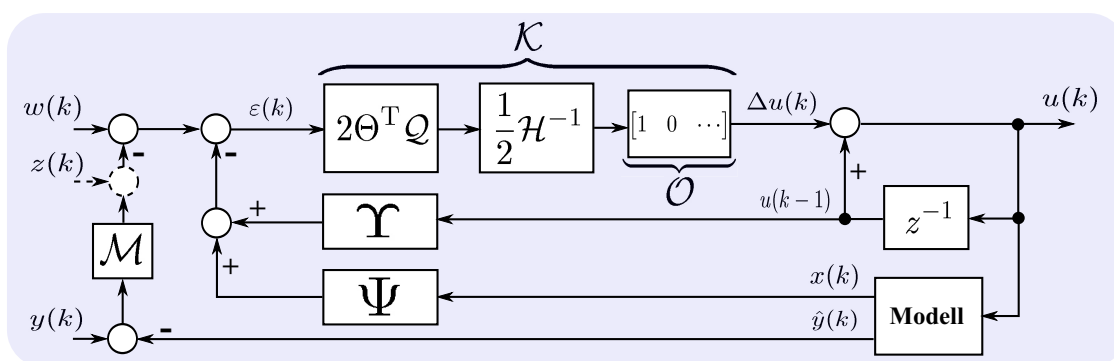 𝒦
w(k)
-
z(k)
ε(k)
2Θ^T 𝒬
1/2 ℋ^{-1}
[1 0 ⋯]
𝒪
Δu(k)
+
u(k)
-
+
ϒ
u(k − 1)
z^{-1}
ℳ
+
Ψ
x(k)
ŷ(k)
Modell
y(k)
-